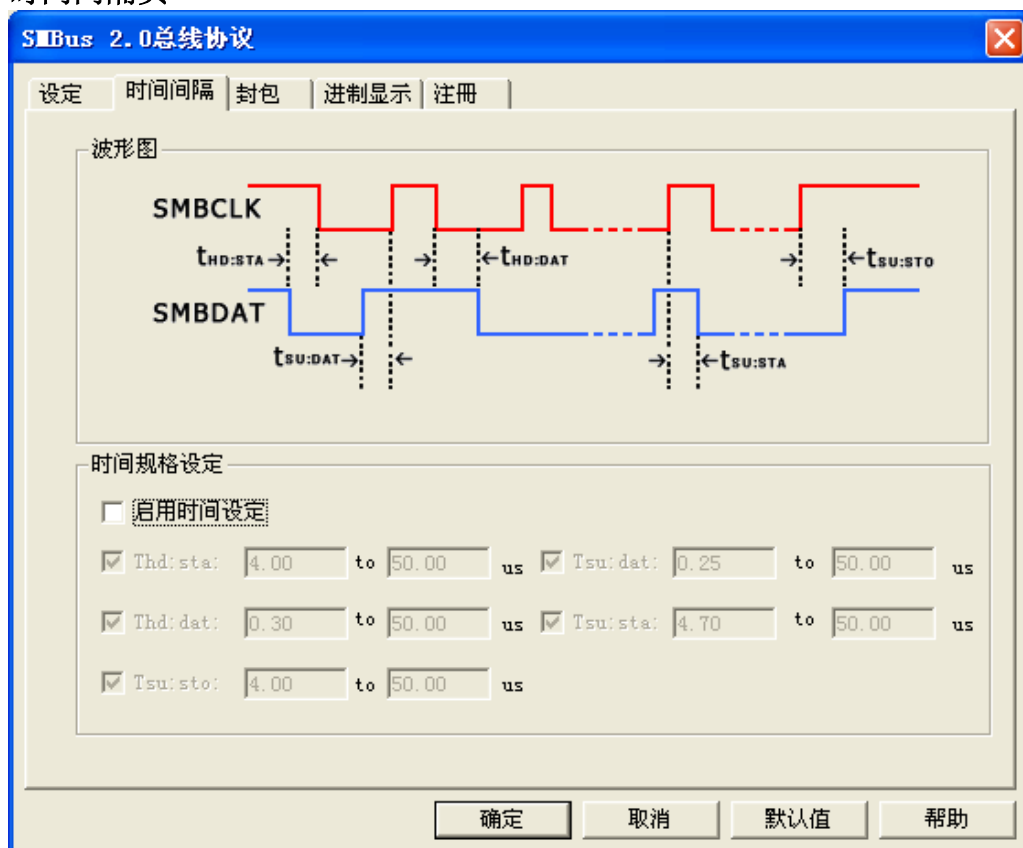 SMBus 2.0总线协议
设定 时间间隔 封包 进制显示 注册
波形图
SMBCLK
tHD:STA tHD:DAT tSU:STO
SMBDAT
tSU:DAT tSU:STA
时间规格设定
启用时间设定
Thd:sta: 4.00 to 50.00 us Tsu:dat: 0.25 to 50.00 us
Thd:dat: 0.30 to 50.00 us Tsu:sta: 4.70 to 50.00 us
Tsu:sto: 4.00 to 50.00 us
确定 取消 默认值 帮助